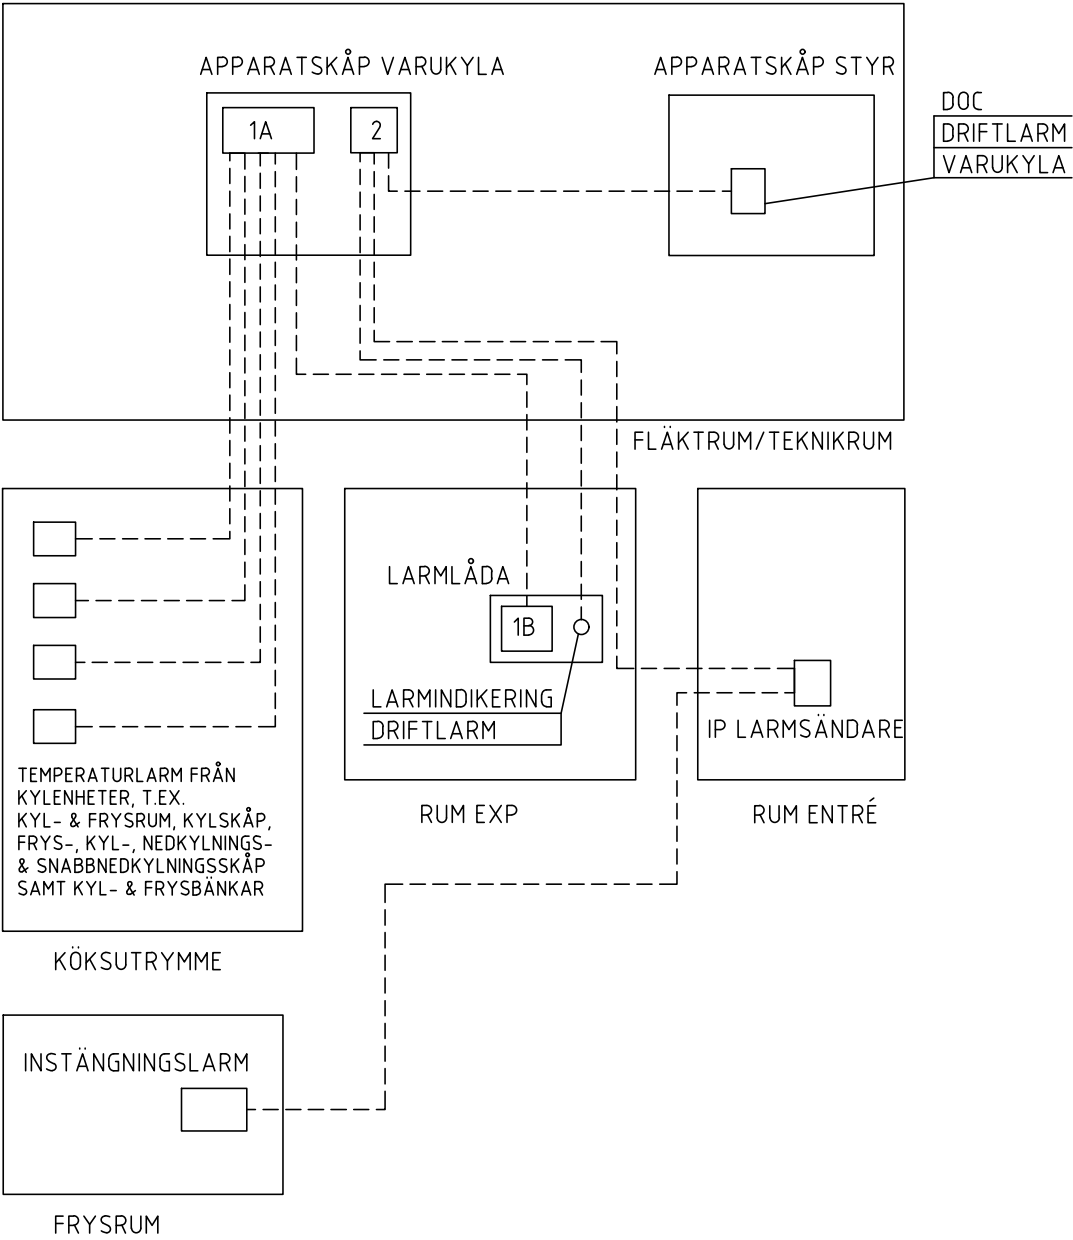 APPARATSKÅP VARUKYLA
APPARATSKÅP STYR
1A
2
DOC
DRIFTLARM
VARUKYLA
FLÄKTRUM/TEKNIKRUM
LARMLÅDA
1B
LARMINDIKERING
DRIFTLARM
IP LARMSÄNDARE
TEMPERATURLARM FRÅN
KYLENHETER, T.EX.
KYL- & FRYSRUM, KYLSKÅP,
FRYS-, KYL-, NEDKYLNINGS-
& SNABBNEDKYLNINGSSKÅP
SAMT KYL- & FRYSBÄNKAR
RUM EXP
RUM ENTRÉ
KÖKSUTRYMME
INSTÄNGNINGSLARM
FRYSRUM